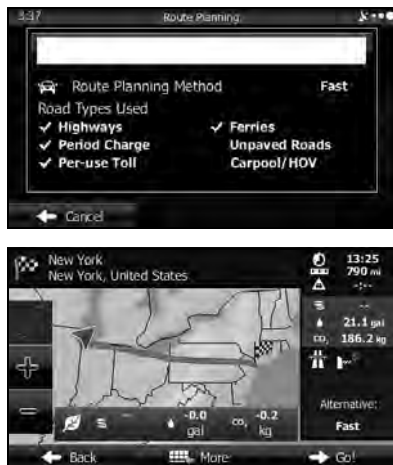 3:37 Route Planning
Route Planning Method Fast
Road Types Used
✓ Highways ✓ Ferries
✓ Period Charge Unpaved Roads
✓ Per-use Toll Carpool/HOV
Cancel
New York
New York, United States
13:25
790 mi
-:--
--
21.1 gal
CO₂ 186.2 kg
-- -0.0 gal CO₂ -0.2 kg
Alternative:
Fast
Back More Go!